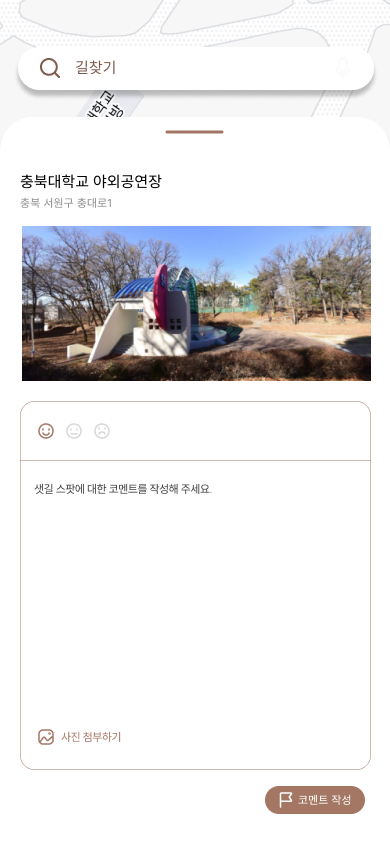 길찾기
충북대학교 야외공연장
충북 서원구 충대로1
샛길 스팟에 대한 코멘트를 작성해 주세요.
사진 첨부하기
코멘트 작성